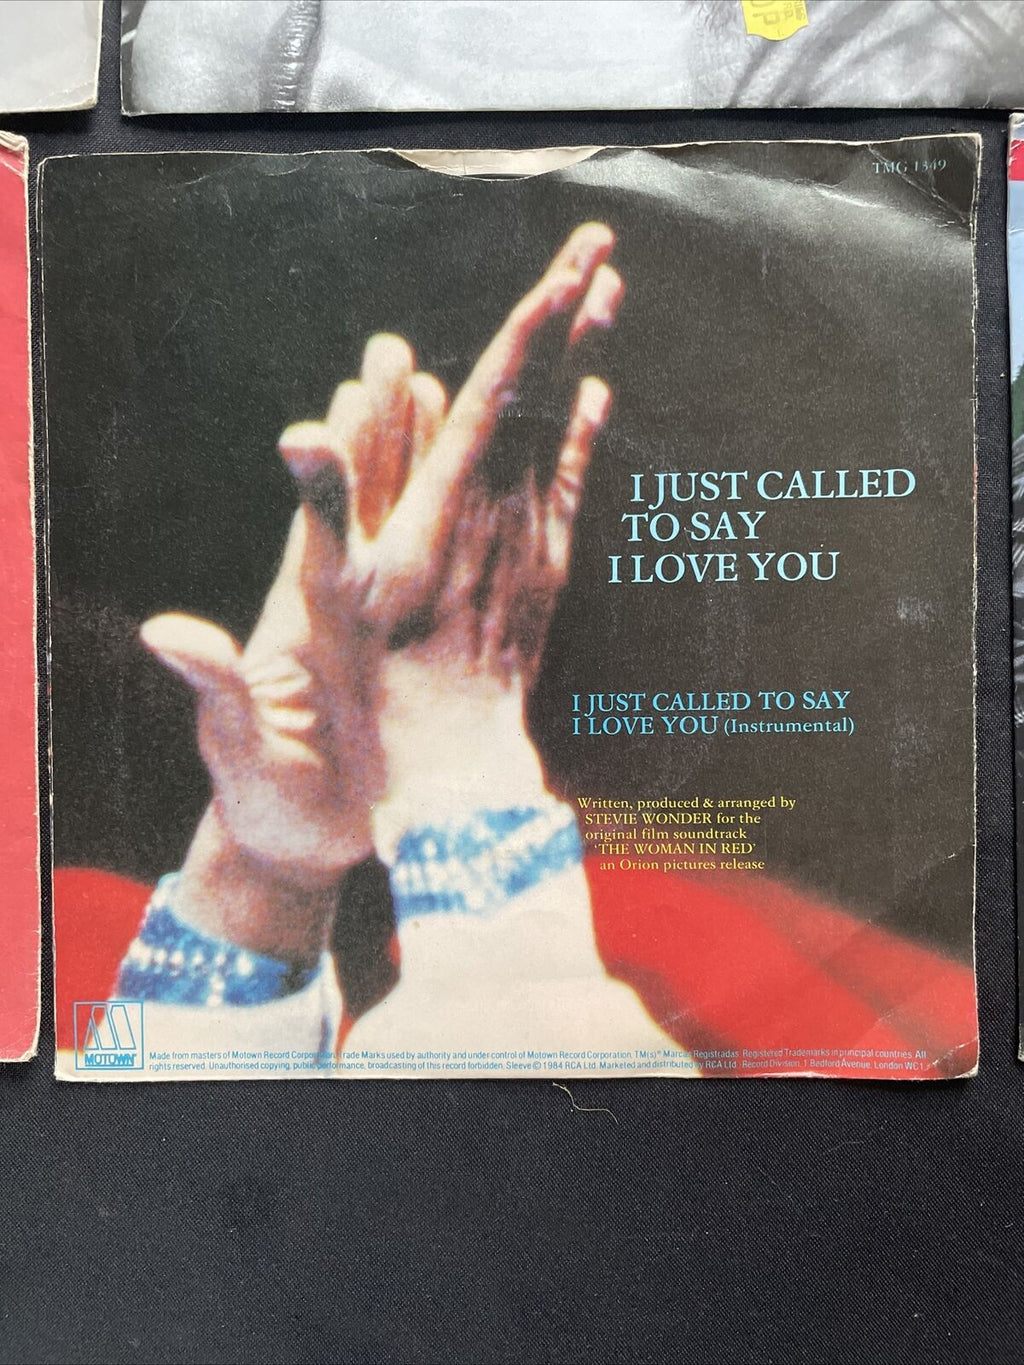 TMG 1349
I JUST CALLED
TO SAY
I LOVE YOU
I JUST CALLED TO SAY
I LOVE YOU (Instrumental)
Written, produced & arranged by
STEVIE WONDER for the
original film soundtrack
'THE WOMAN IN RED'
an Orion pictures release
MOTOWN
Made from masters of Motown Record Corporation. Trade Marks used by authority and under control of Motown Record Corporation. TM(s)® Marcas Registradas. Registered Trademarks in principal countries. All
rights reserved. Unauthorised copying, public performance, broadcasting of this record forbidden. Sleeve © 1984 RCA Ltd. Marketed and distributed by RCA Ltd. Record Division, 1 Bedford Avenue, London WC1.